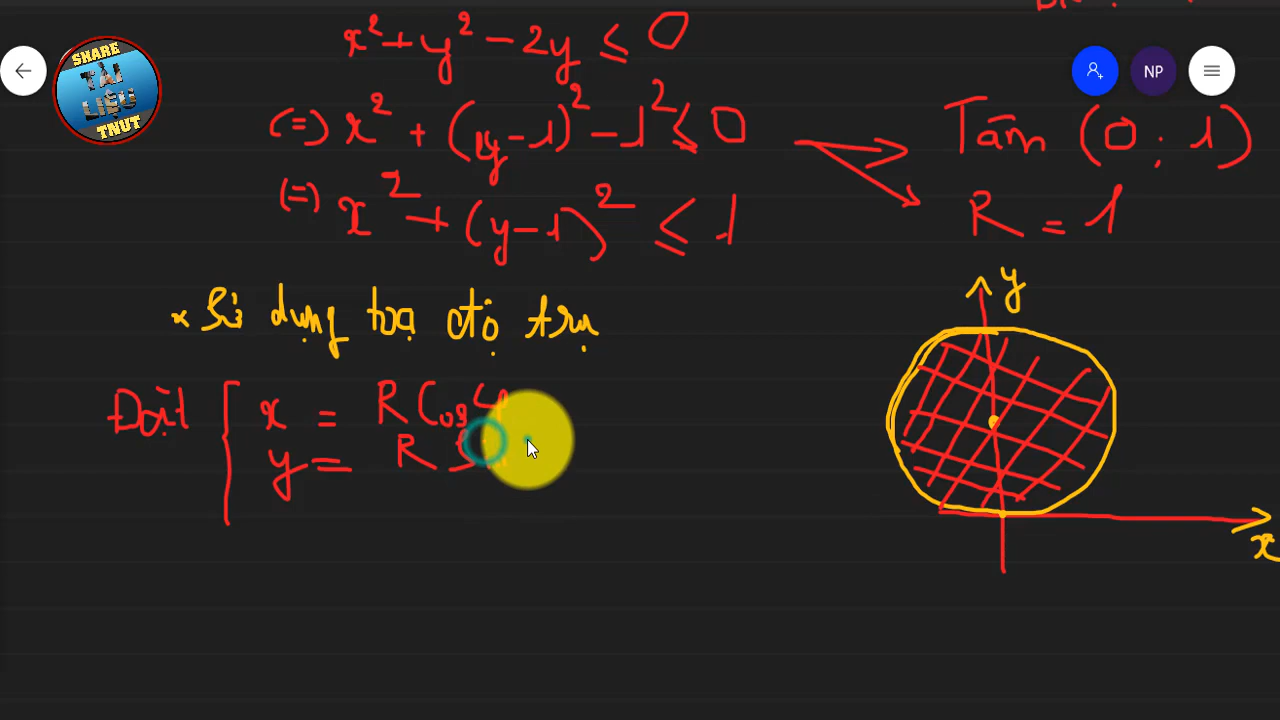 SHARE
TÀI
LIỆU
TNUT
NP
x² + y² - 2y ≤ 0
(=) x² + (y-1)² - 1² ≤ 0
Tâm (0; 1)
(=) x² + (y-1)² ≤ 1
R = 1
* Sử dụng toạ độ trụ
y
Đặt { x = R Cos φ
y = R
x